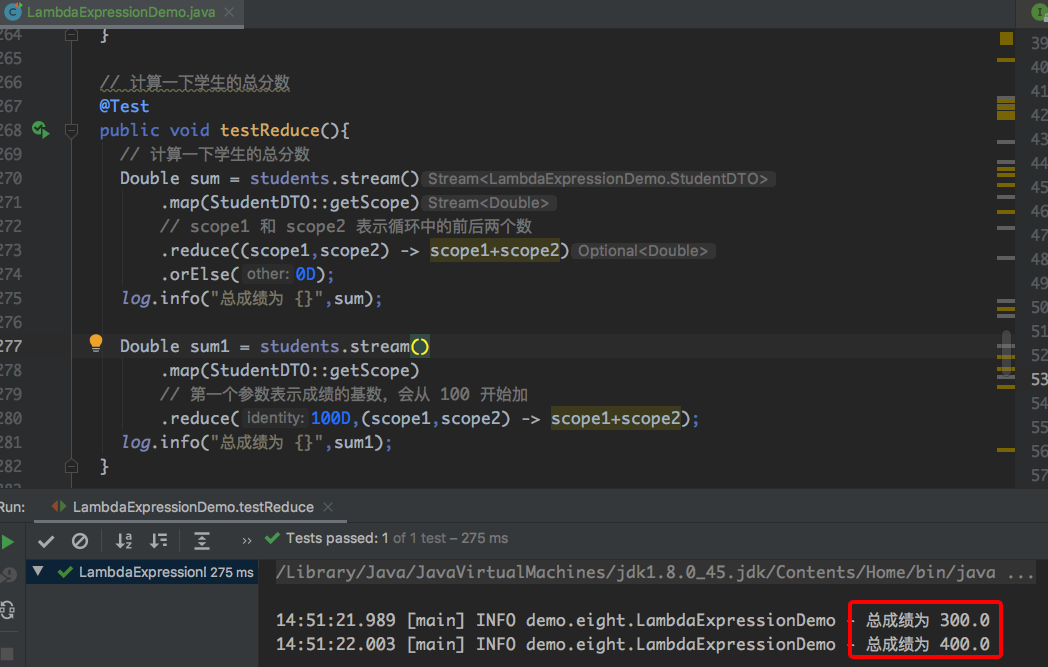 LambdaExpressionDemo.java
264 }
265
266 // 计算一下学生的总分数
267 @Test
268 public void testReduce(){
269 // 计算一下学生的总分数
270 Double sum = students.stream() Stream<LambdaExpressionDemo.StudentDTO>
271 .map(StudentDTO::getScope) Stream<Double>
272 // scope1 和 scope2 表示循环中的前后两个数
273 .reduce((scope1,scope2) -> scope1+scope2) Optional<Double>
274 .orElse( other: 0D);
275 log.info("总成绩为 {}",sum);
276
277 Double sum1 = students.stream()
278 .map(StudentDTO::getScope)
279 // 第一个参数表示成绩的基数，会从 100 开始加
280 .reduce( identity: 100D,(scope1,scope2) -> scope1+scope2);
281 log.info("总成绩为 {}",sum1);
282 }
39
40
41
42
43
44
45
46
47
48
49
50
51
52
53
54
55
56
57
Run: LambdaExpressionDemo.testReduce
Tests passed: 1 of 1 test – 275 ms
LambdaExpressionI 275 ms
/Library/Java/JavaVirtualMachines/jdk1.8.0_45.jdk/Contents/Home/bin/java ...
14:51:21.989 [main] INFO demo.eight.LambdaExpressionDemo - 总成绩为 300.0
14:51:22.003 [main] INFO demo.eight.LambdaExpressionDemo - 总成绩为 400.0